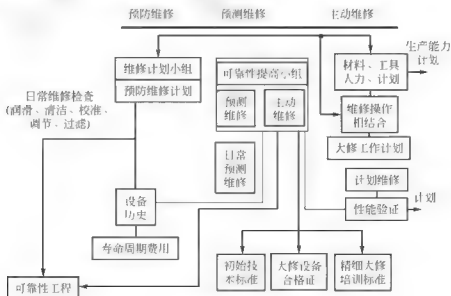 预防维修
预测维修
主动维修
维修计划小组
预防维修计划
可靠性提高小组
预测
维修
主动
维修
日常
预测
维修
材料、工具
人力、计划
生产能力
计划
维修操作
相结合
大修工作计划
计划维修
性能验证
计划
日常维修检查
(润滑、清洁、校准、
调节、过滤)
设备
历史
寿命周期费用
可靠性工程
初始技
术标准
大修设备
合格证
精细大修
培训标准